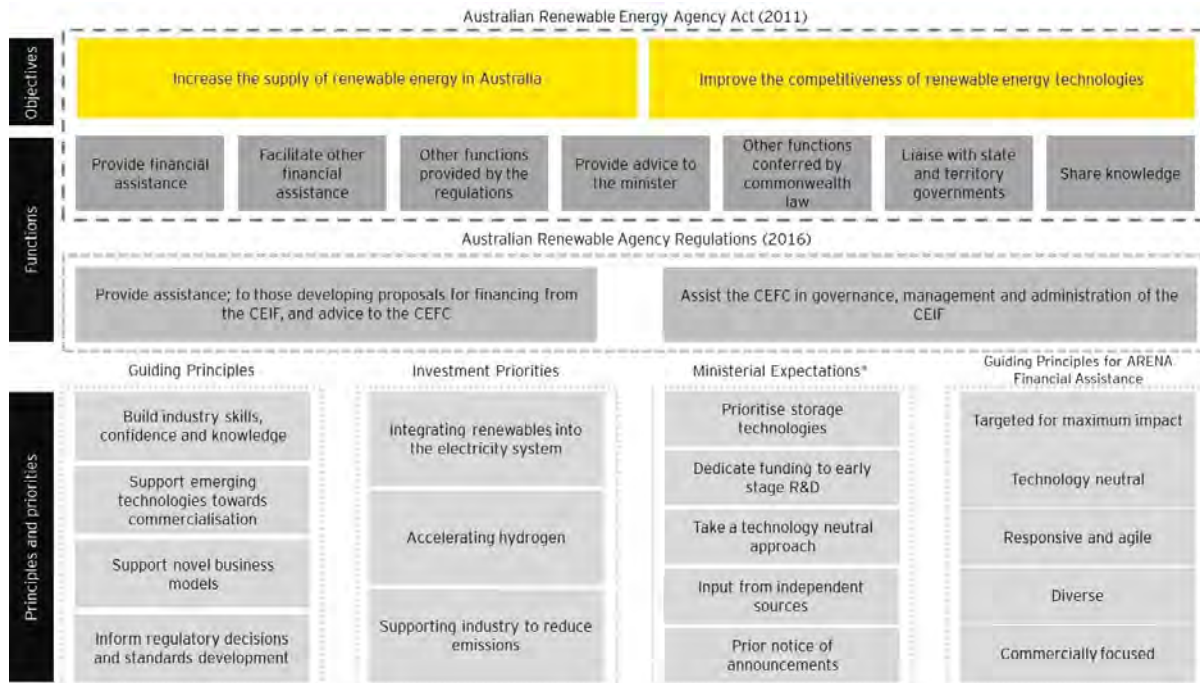 Australian Renewable Energy Agency Act (2011)
Objectives
Increase the supply of renewable energy in Australia
Improve the competitiveness of renewable energy technologies
Functions
Provide financial
assistance
Facilitate other
financial
assistance
Other functions
provided by the
regulations
Provide advice to
the minister
Other functions
conferred by
commonwealth
law
Liaise with state
and territory
governments
Share knowledge
Australian Renewable Agency Regulations (2016)
Provide assistance; to those developing proposals for financing from
the CEIF, and advice to the CEFC
Assist the CEFC in governance, management and administration of the
CEIF
Principles and priorities
Guiding Principles
Build industry skills,
confidence and knowledge
Support emerging
technologies towards
commercialisation
Support novel business
models
Inform regulatory decisions
and standards development
Investment Priorities
Integrating renewables into
the electricity system
Accelerating hydrogen
Supporting industry to reduce
emissions
Ministerial Expectations*
Prioritise storage
technologies
Dedicate funding to early
stage R&D
Take a technology neutral
approach
Input from independent
sources
Prior notice of
announcements
Guiding Principles for ARENA
Financial Assistance
Targeted for maximum impact
Technology neutral
Responsive and agile
Diverse
Commercially focused